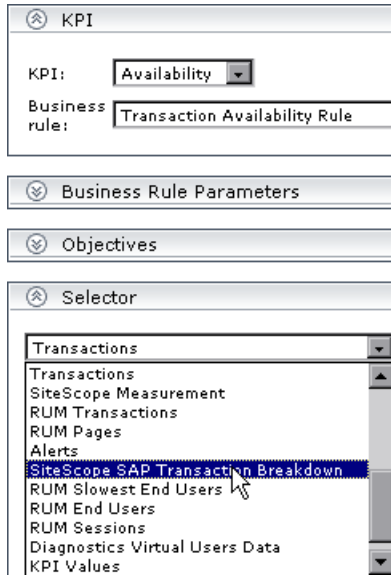 KPI
KPI: Availability
Business rule: Transaction Availability Rule
Business Rule Parameters
Objectives
Selector
Transactions
Transactions
SiteScope Measurement
RUM Transactions
RUM Pages
Alerts
SiteScope SAP Transaction Breakdown
RUM Slowest End Users
RUM End Users
RUM Sessions
Diagnostics Virtual Users Data
KPI Values